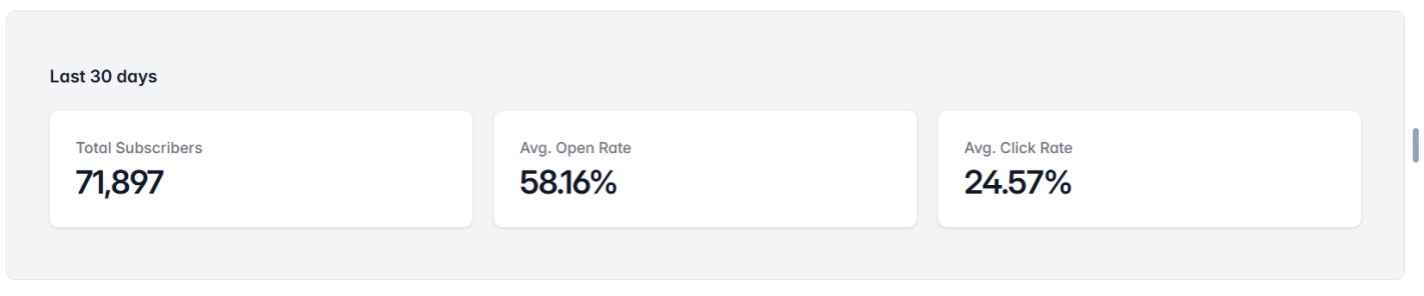 Last 30 days
Total Subscribers
71,897
Avg. Open Rate
58.16%
Avg. Click Rate
24.57%